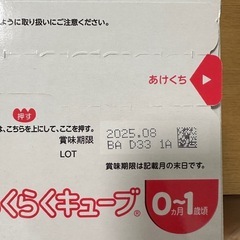 ように取り扱いにご注意ください。
あけくち
押す
は、こちらを上にして、ここを押す。
賞味期限 2025.08
LOT BA D33 1A
賞味期限は記載月の末日です。
くらくキューブ®
0ヵ月~1歳頃